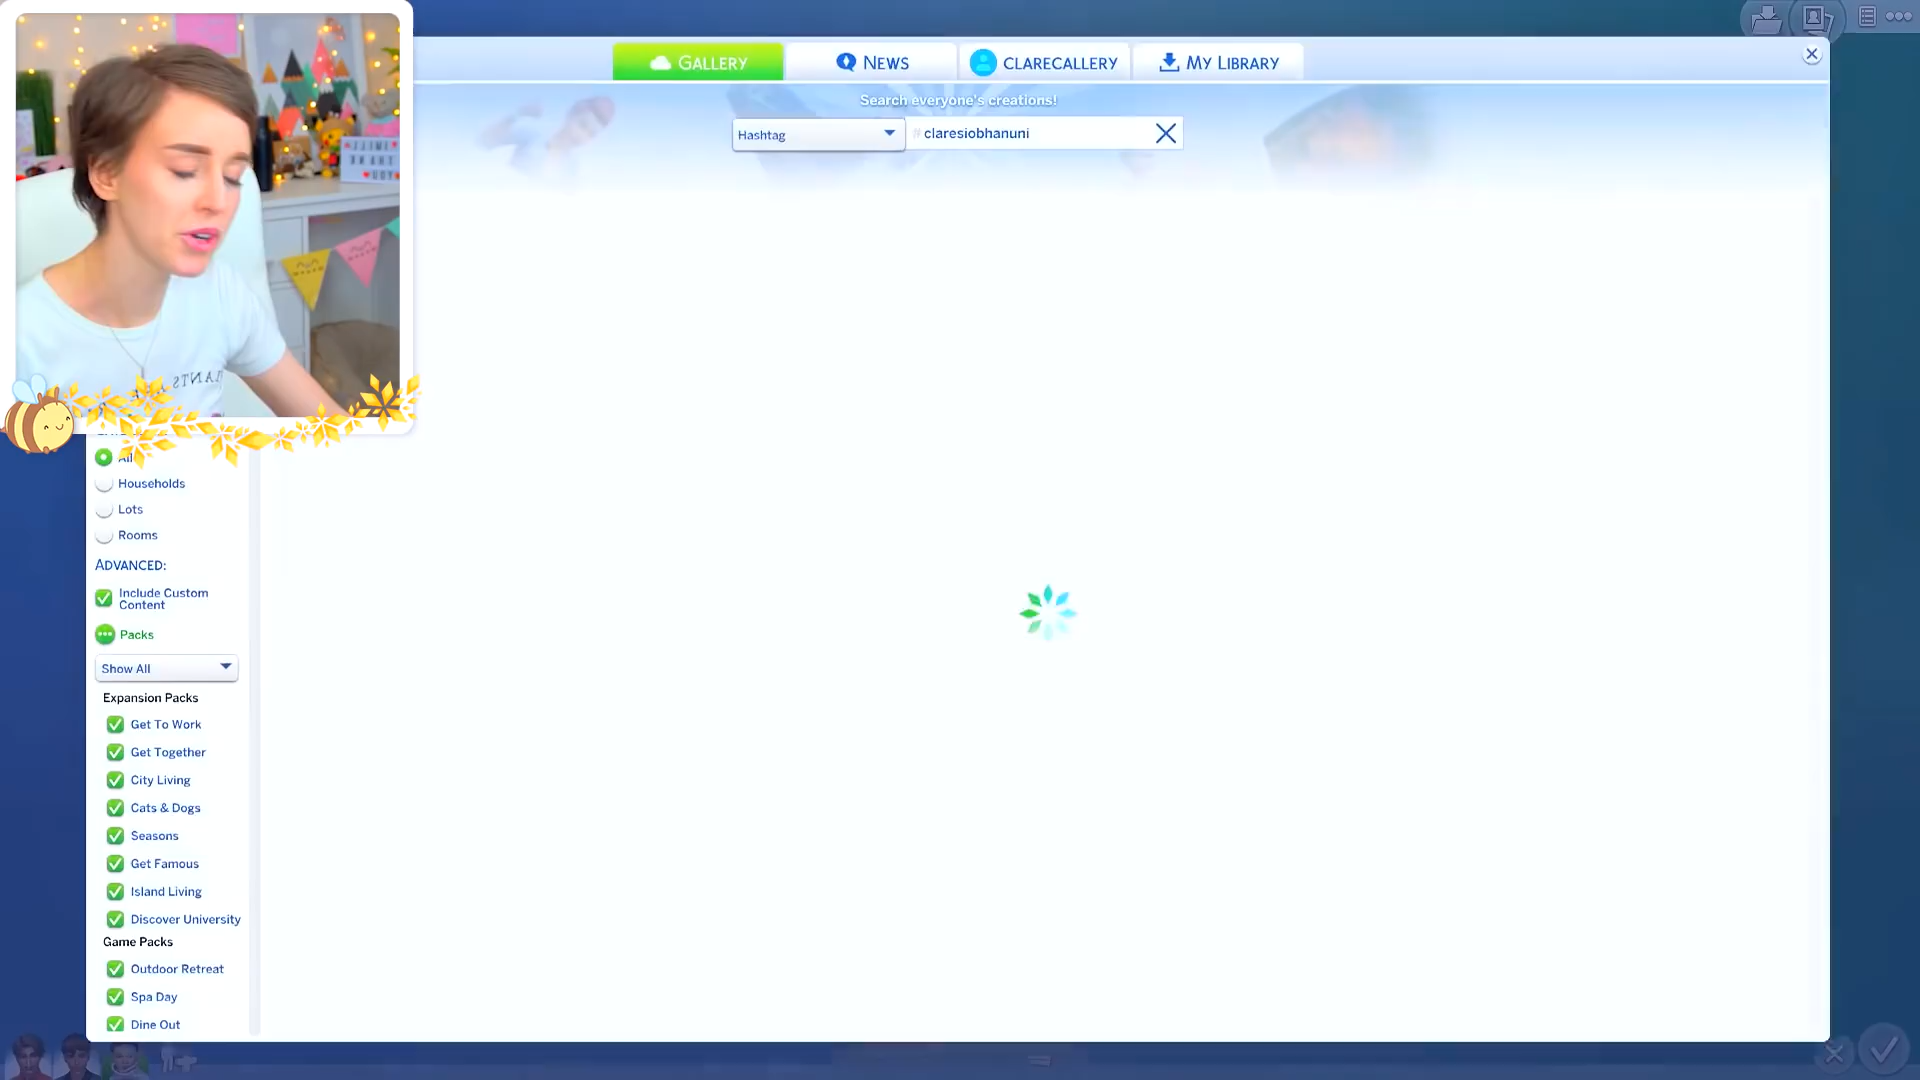 GALLERY
NEWS
CLARECALLERY
MY LIBRARY
Search everyone's creations!
Hashtag
# claresiobhanuni
All
Households
Lots
Rooms
ADVANCED:
Include Custom
Content
Packs
Show All
Expansion Packs
Get To Work
Get Together
City Living
Cats & Dogs
Seasons
Get Famous
Island Living
Discover University
Game Packs
Outdoor Retreat
Spa Day
Dine Out